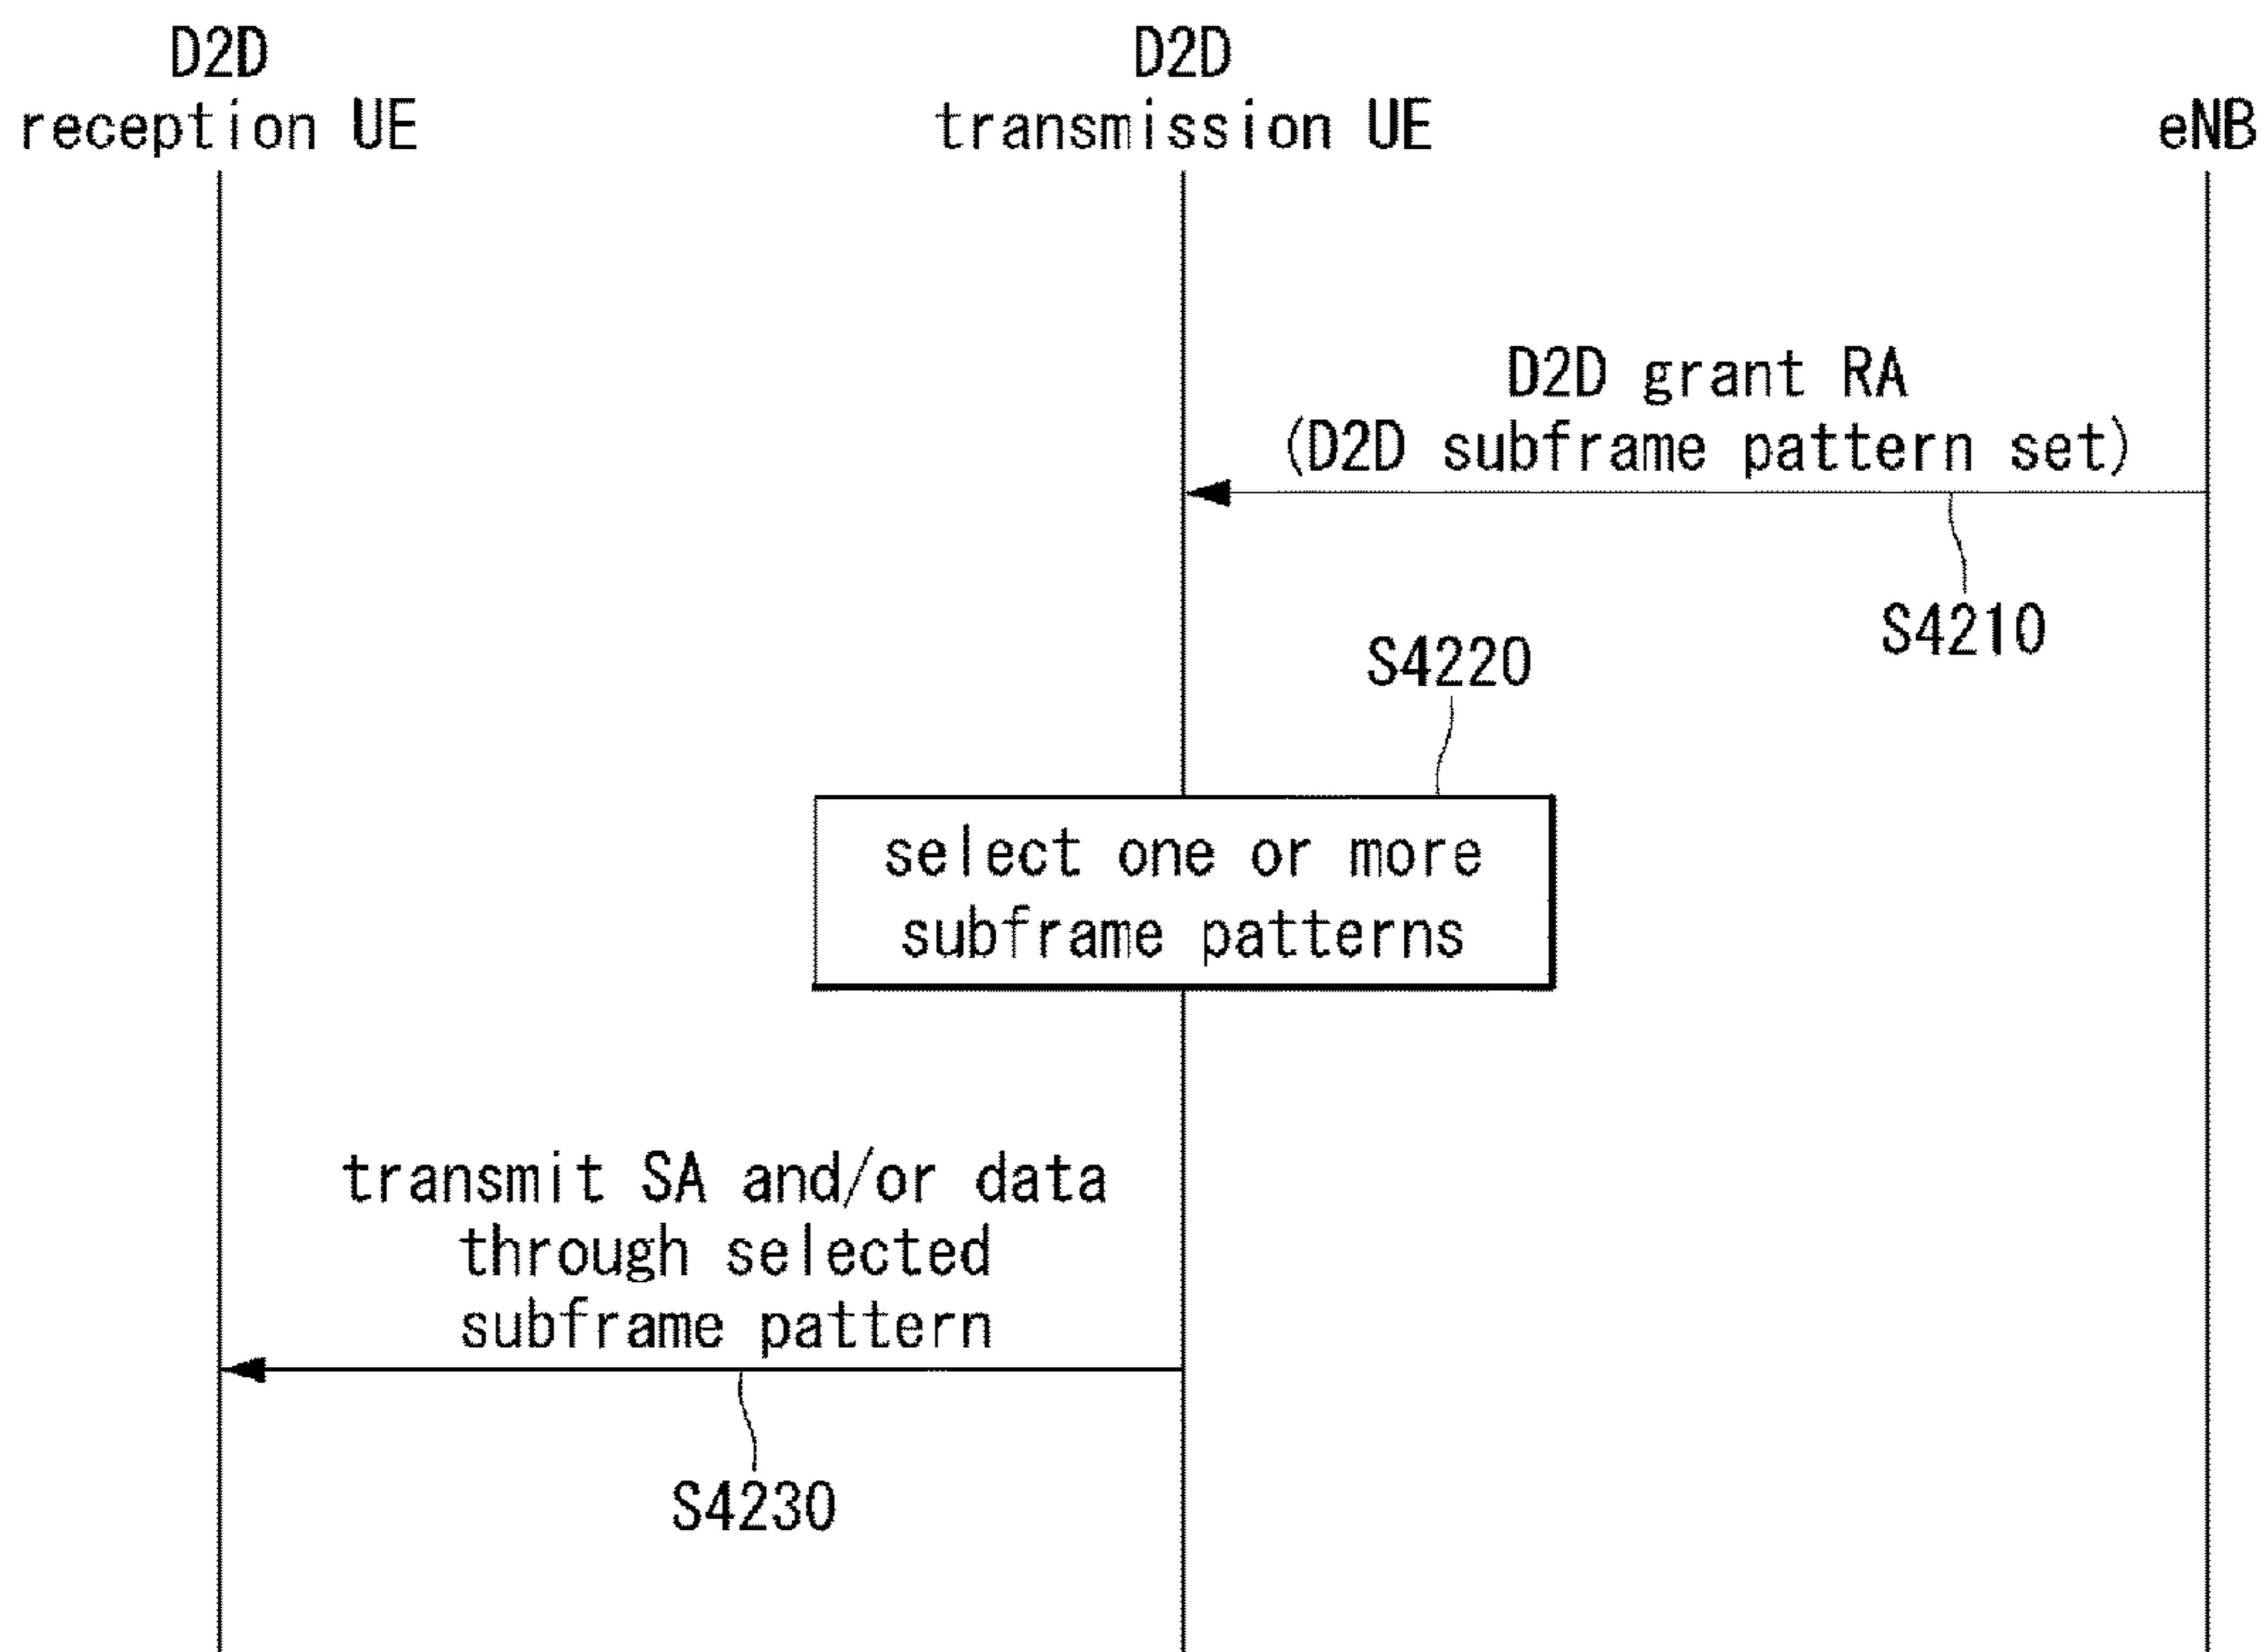 D2D
reception UE
D2D
transmission UE
eNB
D2D grant RA
(D2D subframe pattern set)
S4210
S4220
select one or more
subframe patterns
transmit SA and/or data
through selected
subframe pattern
S4230